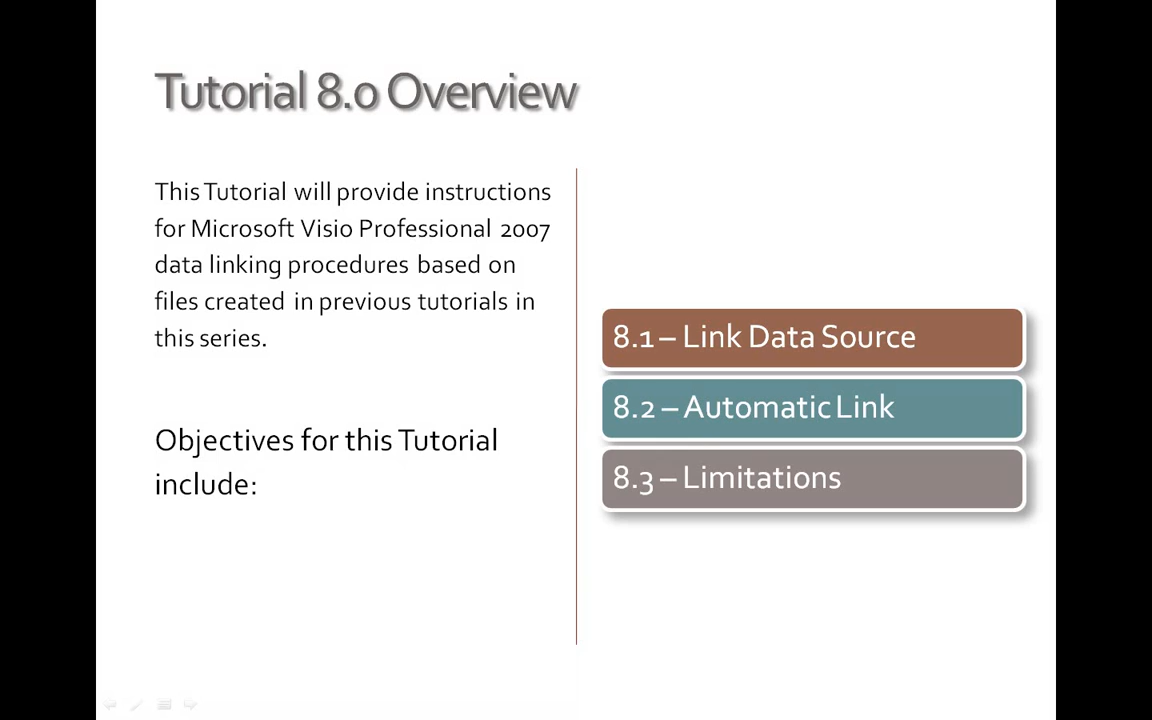 Tutorial 8.0 Overview
This Tutorial will provide instructions
for Microsoft Visio Professional 2007
data linking procedures based on
files created in previous tutorials in
this series.
Objectives for this Tutorial
include:
8.1 – Link Data Source
8.2 – Automatic Link
8.3 – Limitations